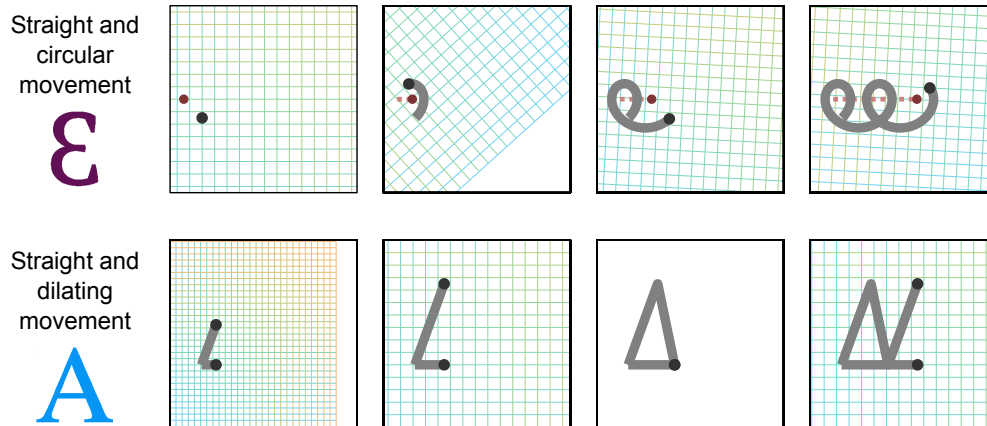 Straight and
circular
movement
Ɛ
Straight and
dilating
movement
A